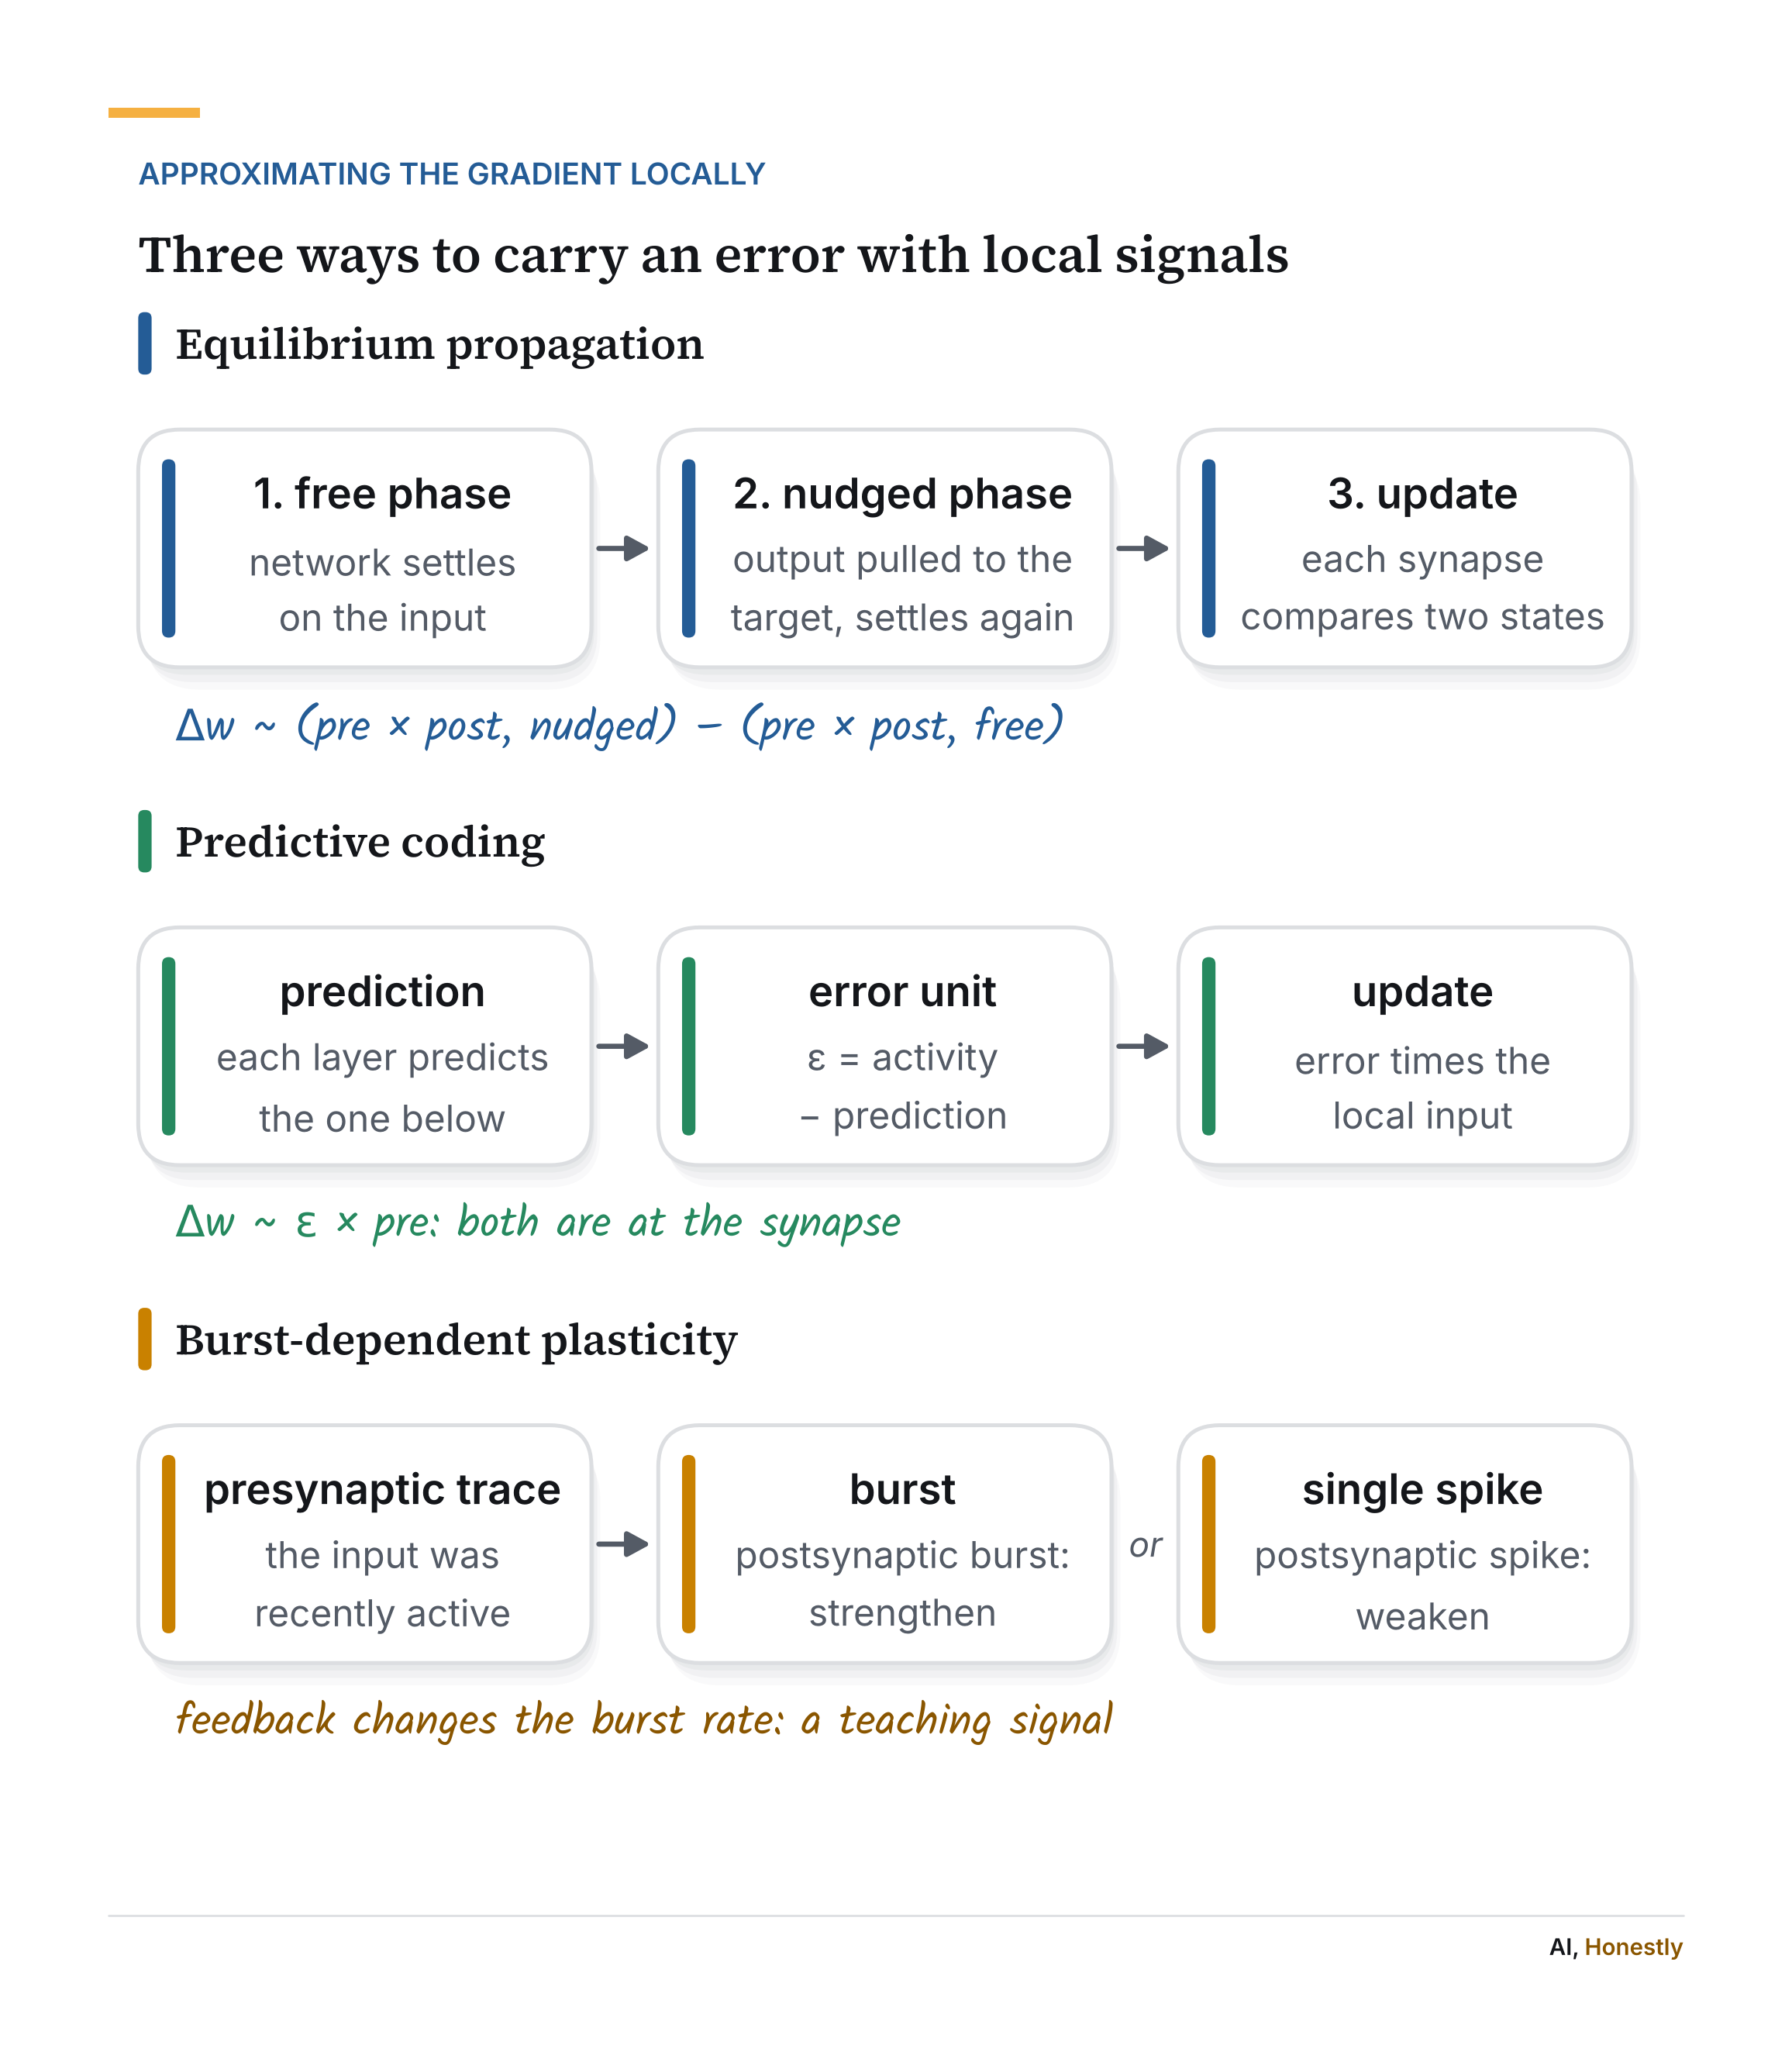 APPROXIMATING THE GRADIENT LOCALLY
Three ways to carry an error with local signals
Equilibrium propagation
1. free phase
network settles
on the input
2. nudged phase
output pulled to the
target, settles again
3. update
each synapse
compares two states
Δw ~ (pre × post, nudged) − (pre × post, free)
Predictive coding
prediction
each layer predicts
the one below
error unit
ε = activity
− prediction
update
error times the
local input
Δw ~ ε × pre: both are at the synapse
Burst-dependent plasticity
presynaptic trace
the input was
recently active
burst
postsynaptic burst:
strengthen
or
single spike
postsynaptic spike:
weaken
feedback changes the burst rate: a teaching signal
AI, Honestly